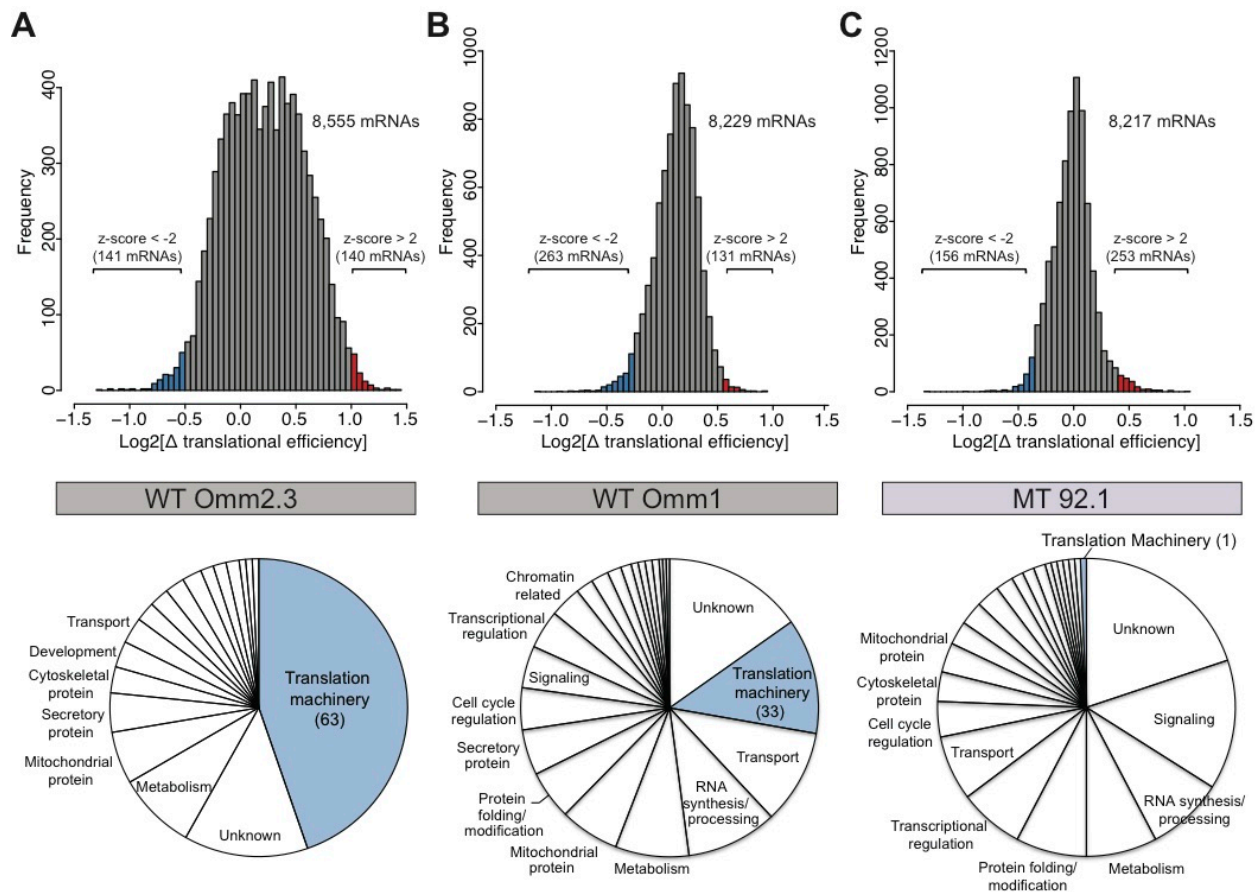 A
B
C
Frequency
0
100
200
300
400
8,555 mRNAs
z-score < -2
(141 mRNAs)
z-score > 2
(140 mRNAs)
−1.5
−1.0
−0.5
0.0
0.5
1.0
1.5
Log2[Δ translational efficiency]
Frequency
0
200
400
600
800
1000
8,229 mRNAs
z-score < -2
(263 mRNAs)
z-score > 2
(131 mRNAs)
−1.5
−1.0
−0.5
0.0
0.5
1.0
1.5
Log2[Δ translational efficiency]
Frequency
0
200
400
600
800
1000
1200
8,217 mRNAs
z-score < -2
(156 mRNAs)
z-score > 2
(253 mRNAs)
−1.5
−1.0
−0.5
0.0
0.5
1.0
1.5
Log2[Δ translational efficiency]
WT Omm2.3
WT Omm1
MT 92.1
Transport
Development
Cytoskeletal
protein
Secretory
protein
Mitochondrial
protein
Metabolism
Unknown
Translation
machinery
(63)
Chromatin
related
Transcriptional
regulation
Signaling
Cell cycle
regulation
Secretory
protein
Protein
folding/
modification
Mitochondrial
protein
Metabolism
RNA
synthesis/
processing
Transport
Translation
machinery
(33)
Unknown
Translation Machinery (1)
Unknown
Signaling
RNA synthesis/
processing
Metabolism
Protein folding/
modification
Transcriptional
regulation
Transport
Cell cycle
regulation
Cytoskeletal
protein
Mitochondrial
protein